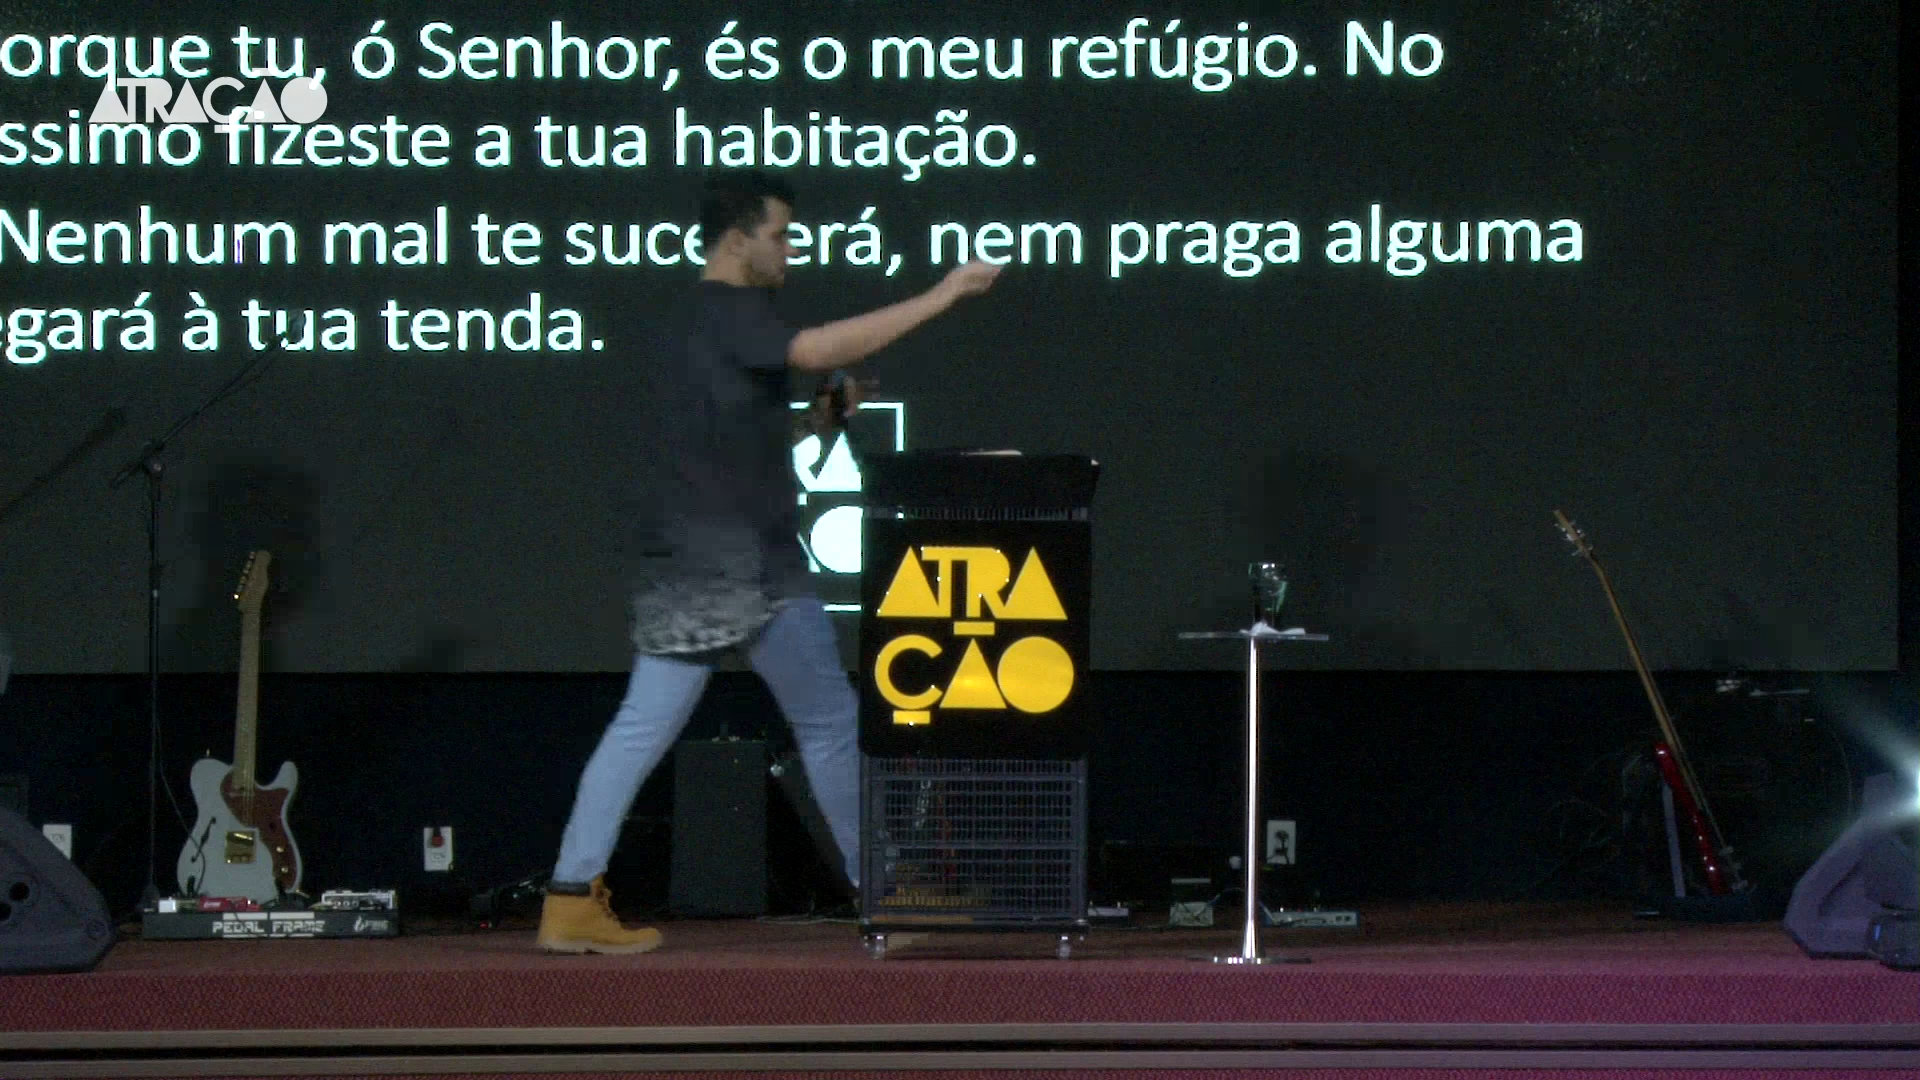 orque tu, ó Senhor, és o meu refúgio. No
ATRAÇÃO
ssimo fizeste a tua habitação.
Nenhum mal te suce erá, nem praga alguma
egará à tua tenda.
ATRA
ÇÃO
PEDAL FRAME